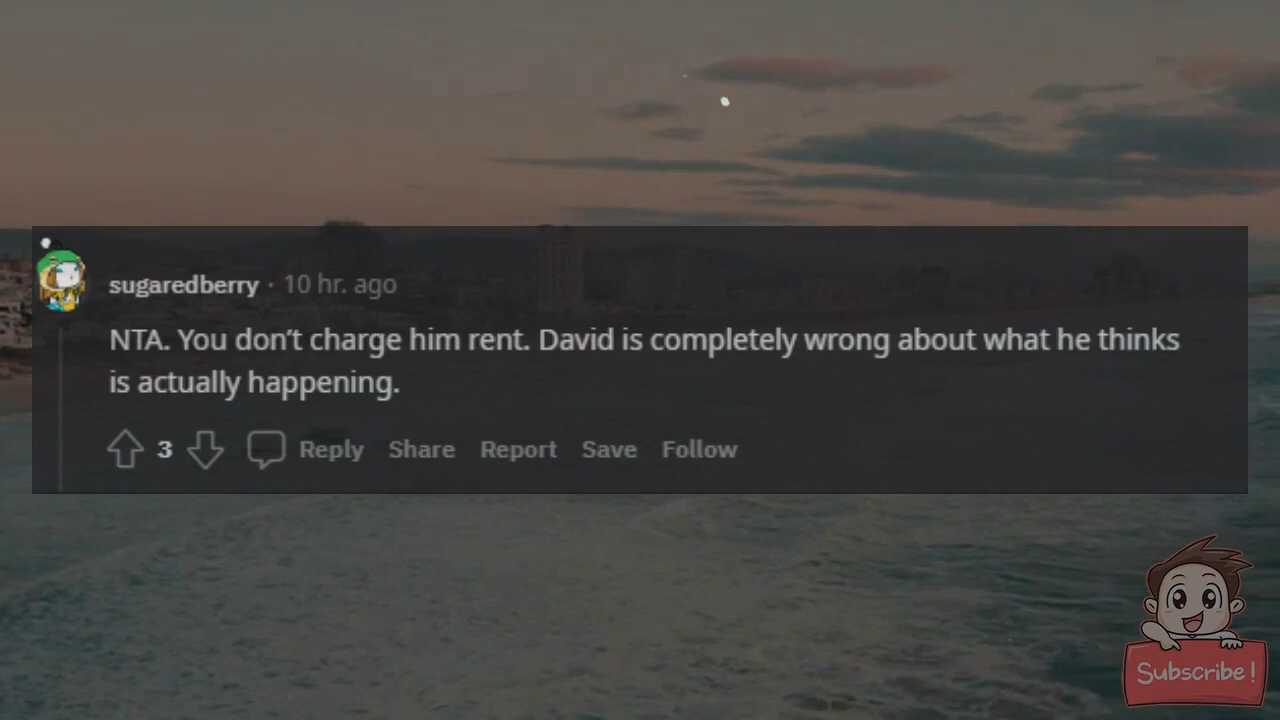 sugaredberry · 10 hr. ago
NTA. You don’t charge him rent. David is completely wrong about what he thinks
is actually happening.
3 Reply Share Report Save Follow
Subscribe!